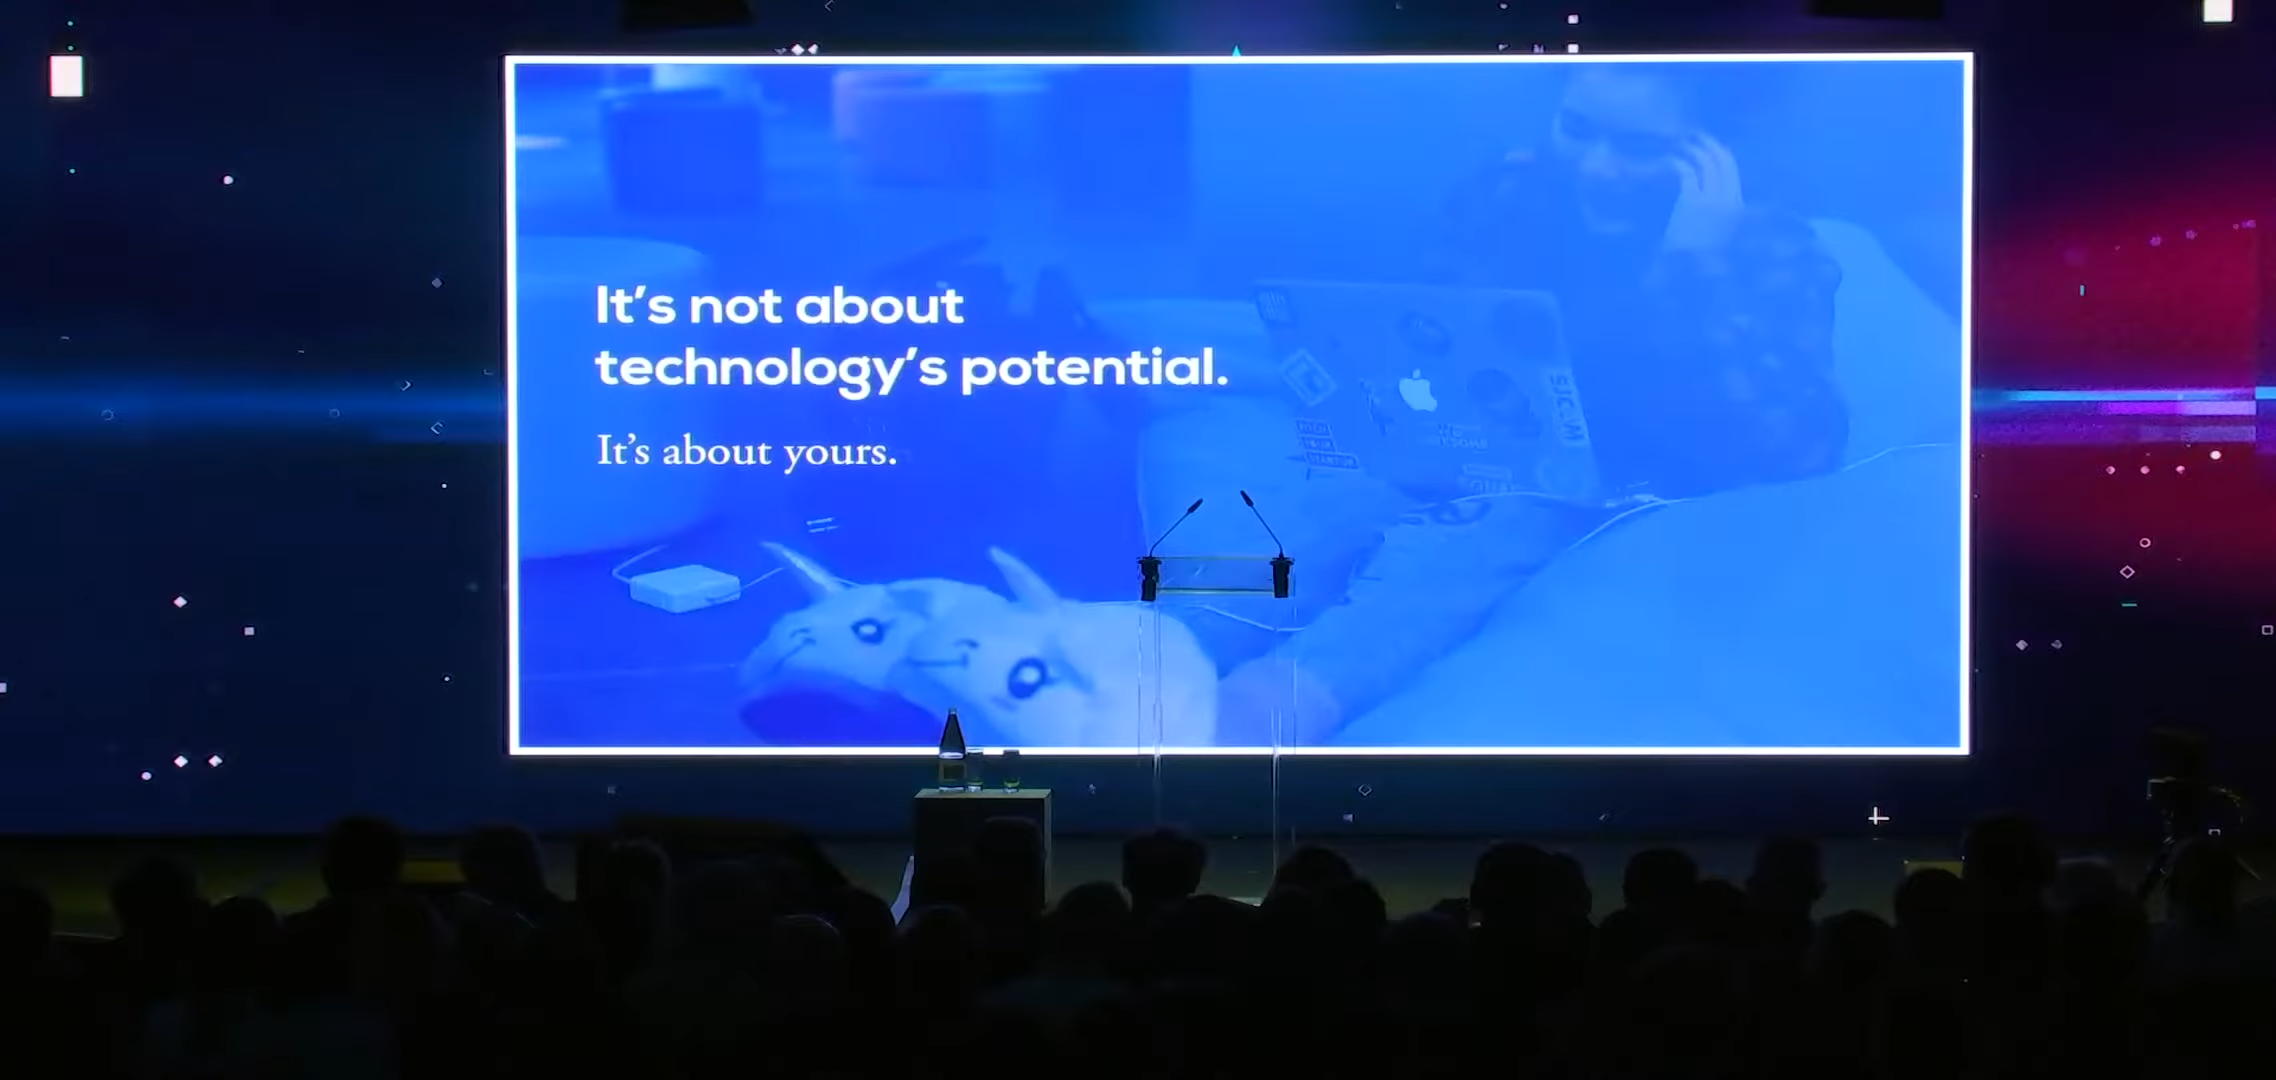 It's not about
technology's potential.
It's about yours.